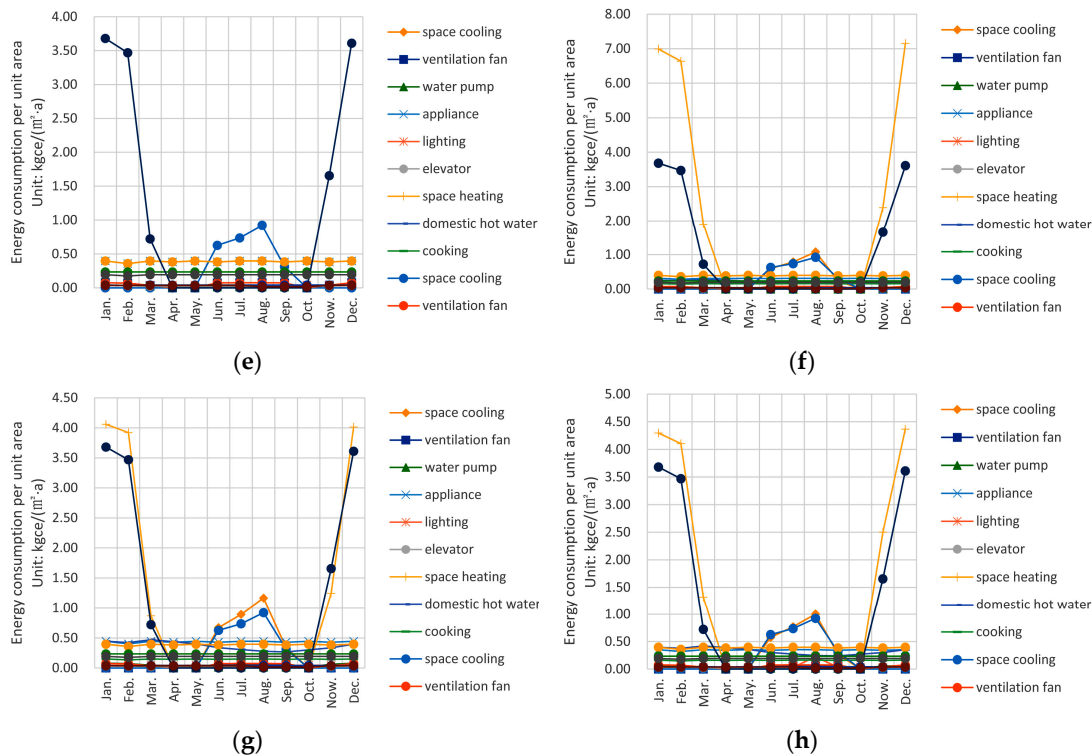 Energy consumption per unit area
Unit: kgce/(㎡·a)
4.00
3.50
3.00
2.50
2.00
1.50
1.00
0.50
0.00
Jan.
Feb.
Mar.
Apr.
May.
Jun.
Jul.
Aug.
Sep.
Oct.
Now.
Dec.
space cooling
ventilation fan
water pump
appliance
lighting
elevator
space heating
domestic hot water
cooking
space cooling
ventilation fan
(e)
Energy consumption per unit area
Unit: kgce/(㎡·a)
8.00
7.00
6.00
5.00
4.00
3.00
2.00
1.00
0.00
Jan.
Feb.
Mar.
Apr.
May.
Jun.
Jul.
Aug.
Sep.
Oct.
Now.
Dec.
space cooling
ventilation fan
water pump
appliance
lighting
elevator
space heating
domestic hot water
cooking
space cooling
ventilation fan
(f)
Energy consumption per unit area
Unit: kgce/(㎡·a)
4.50
4.00
3.50
3.00
2.50
2.00
1.50
1.00
0.50
0.00
Jan.
Feb.
Mar.
Apr.
May.
Jun.
Jul.
Aug.
Sep.
Oct.
Now.
Dec.
space cooling
ventilation fan
water pump
appliance
lighting
elevator
space heating
domestic hot water
cooking
space cooling
ventilation fan
(g)
Energy consumption per unit area
Unit: kgce/(㎡·a)
5.00
4.50
4.00
3.50
3.00
2.50
2.00
1.50
1.00
0.50
0.00
Jan.
Feb.
Mar.
Apr.
May.
Jun.
Jul.
Aug.
Sep.
Oct.
Now.
Dec.
space cooling
ventilation fan
water pump
appliance
lighting
elevator
space heating
domestic hot water
cooking
space cooling
ventilation fan
(h)